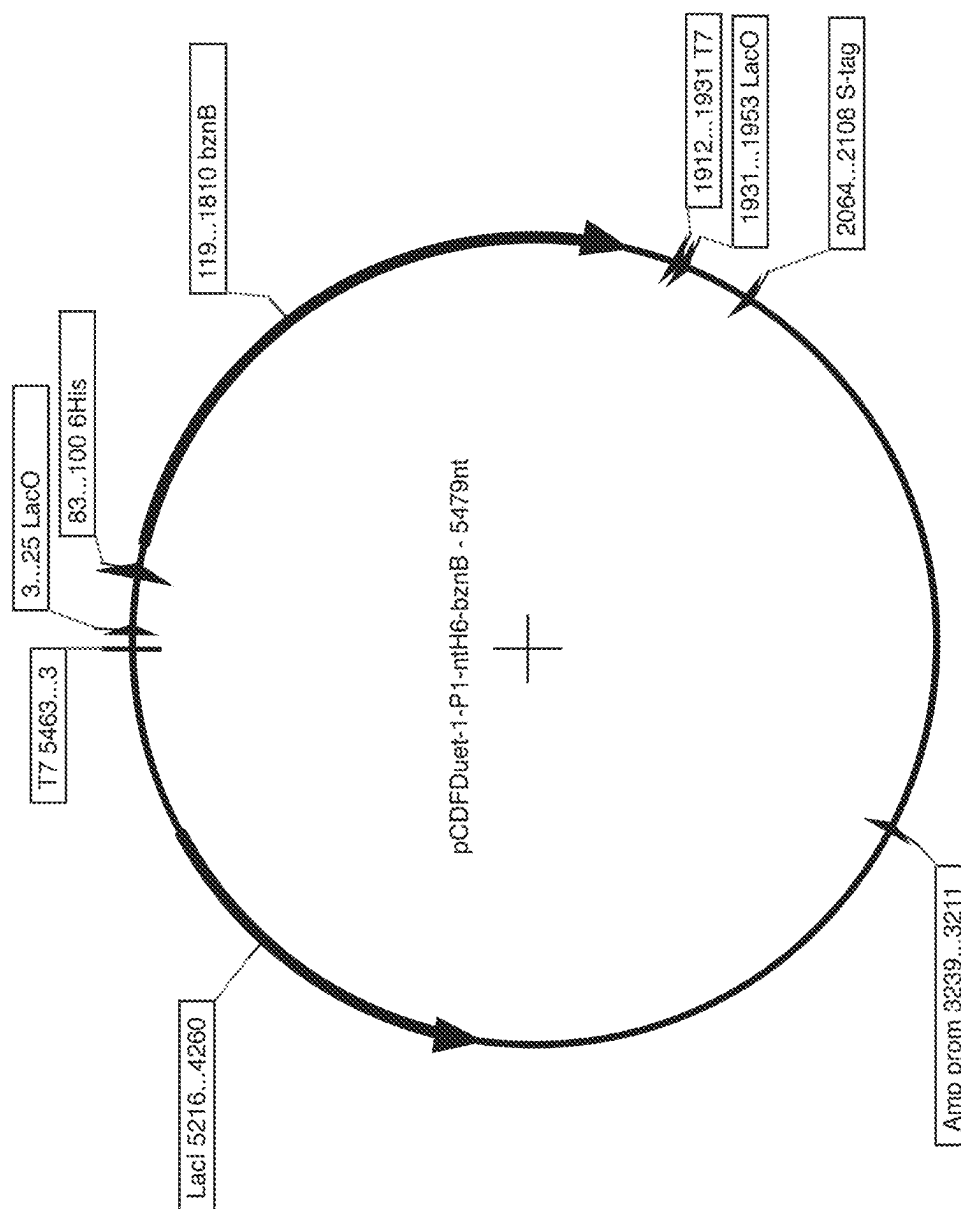 T7 5463...3
3...25 LacO
83...100 6His
119...1810 bznB
1912...1931 T7
1931...1953 LacO
2064...2108 S-tag
pCDFDuet-1-P1-ntH6-bznB - 5479nt
LacI 5216...4260
Amp prom 3239...3211